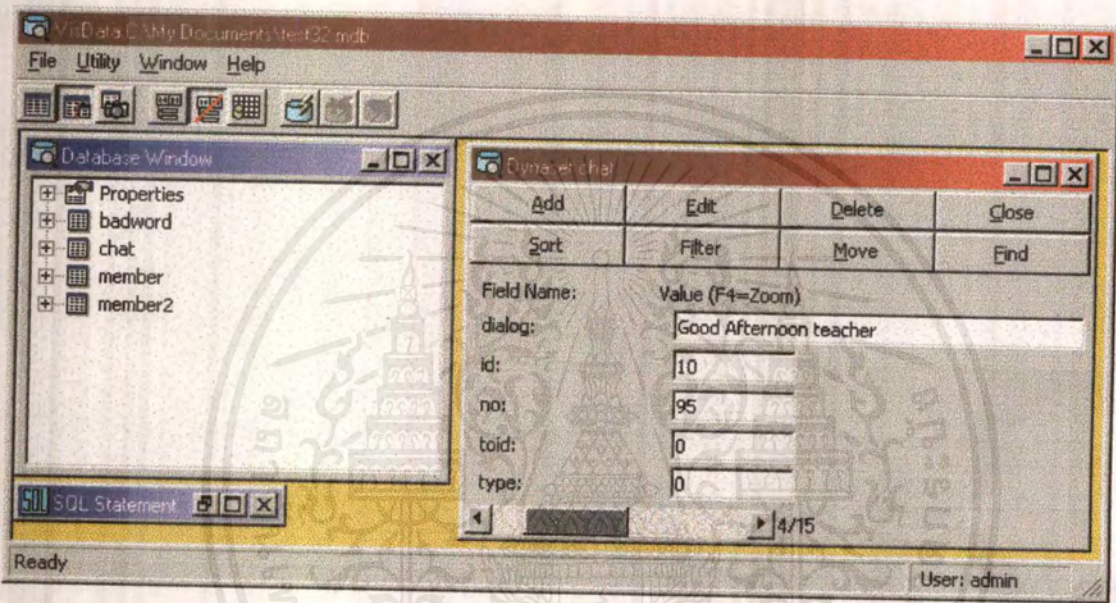 VisData:C:\My Documents\test32.mdb
File Utility Window Help
Database Window
Properties
badword
chat
member
member2
SQL SQL Statement
Dynaset:chat
Add Edit Delete Close
Sort Filter Move Find
Field Name: Value (F4=Zoom)
dialog: Good Afternoon teacher
id: 10
no: 95
toid: 0
type: 0
4/15
Ready
User: admin